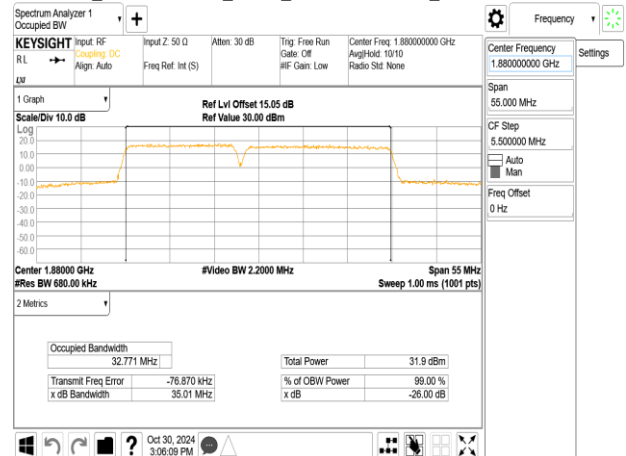 Spectrum Analyzer 1
Occupied BW
Frequency
KEYSIGHT
R L
LXI
Input: RF
Coupling: DC
Align: Auto
Input Z: 50 Ω
Freq Ref: Int (S)
Atten: 30 dB
Trig: Free Run
Gate: Off
#IF Gain: Low
Center Freq: 1.880000000 GHz
Avg|Hold: 10/10
Radio Std: None
Center Frequency
1.880000000 GHz
Settings
Span
55.000 MHz
CF Step
5.500000 MHz
Auto
Man
Freq Offset
0 Hz
1 Graph
Scale/Div 10.0 dB
Ref Lvl Offset 15.05 dB
Ref Value 30.00 dBm
Log
20.0
10.0
0.00
-10.0
-20.0
-30.0
-40.0
-50.0
-60.0
Center 1.88000 GHz
#Video BW 2.2000 MHz
Span 55 MHz
#Res BW 680.00 kHz
Sweep 1.00 ms (1001 pts)
2 Metrics
Occupied Bandwidth
32.771 MHz
Total Power 31.9 dBm
Transmit Freq Error -76.870 kHz
% of OBW Power 99.00 %
x dB Bandwidth 35.01 MHz
x dB -26.00 dB
?
Oct 30, 2024
3:06:09 PM